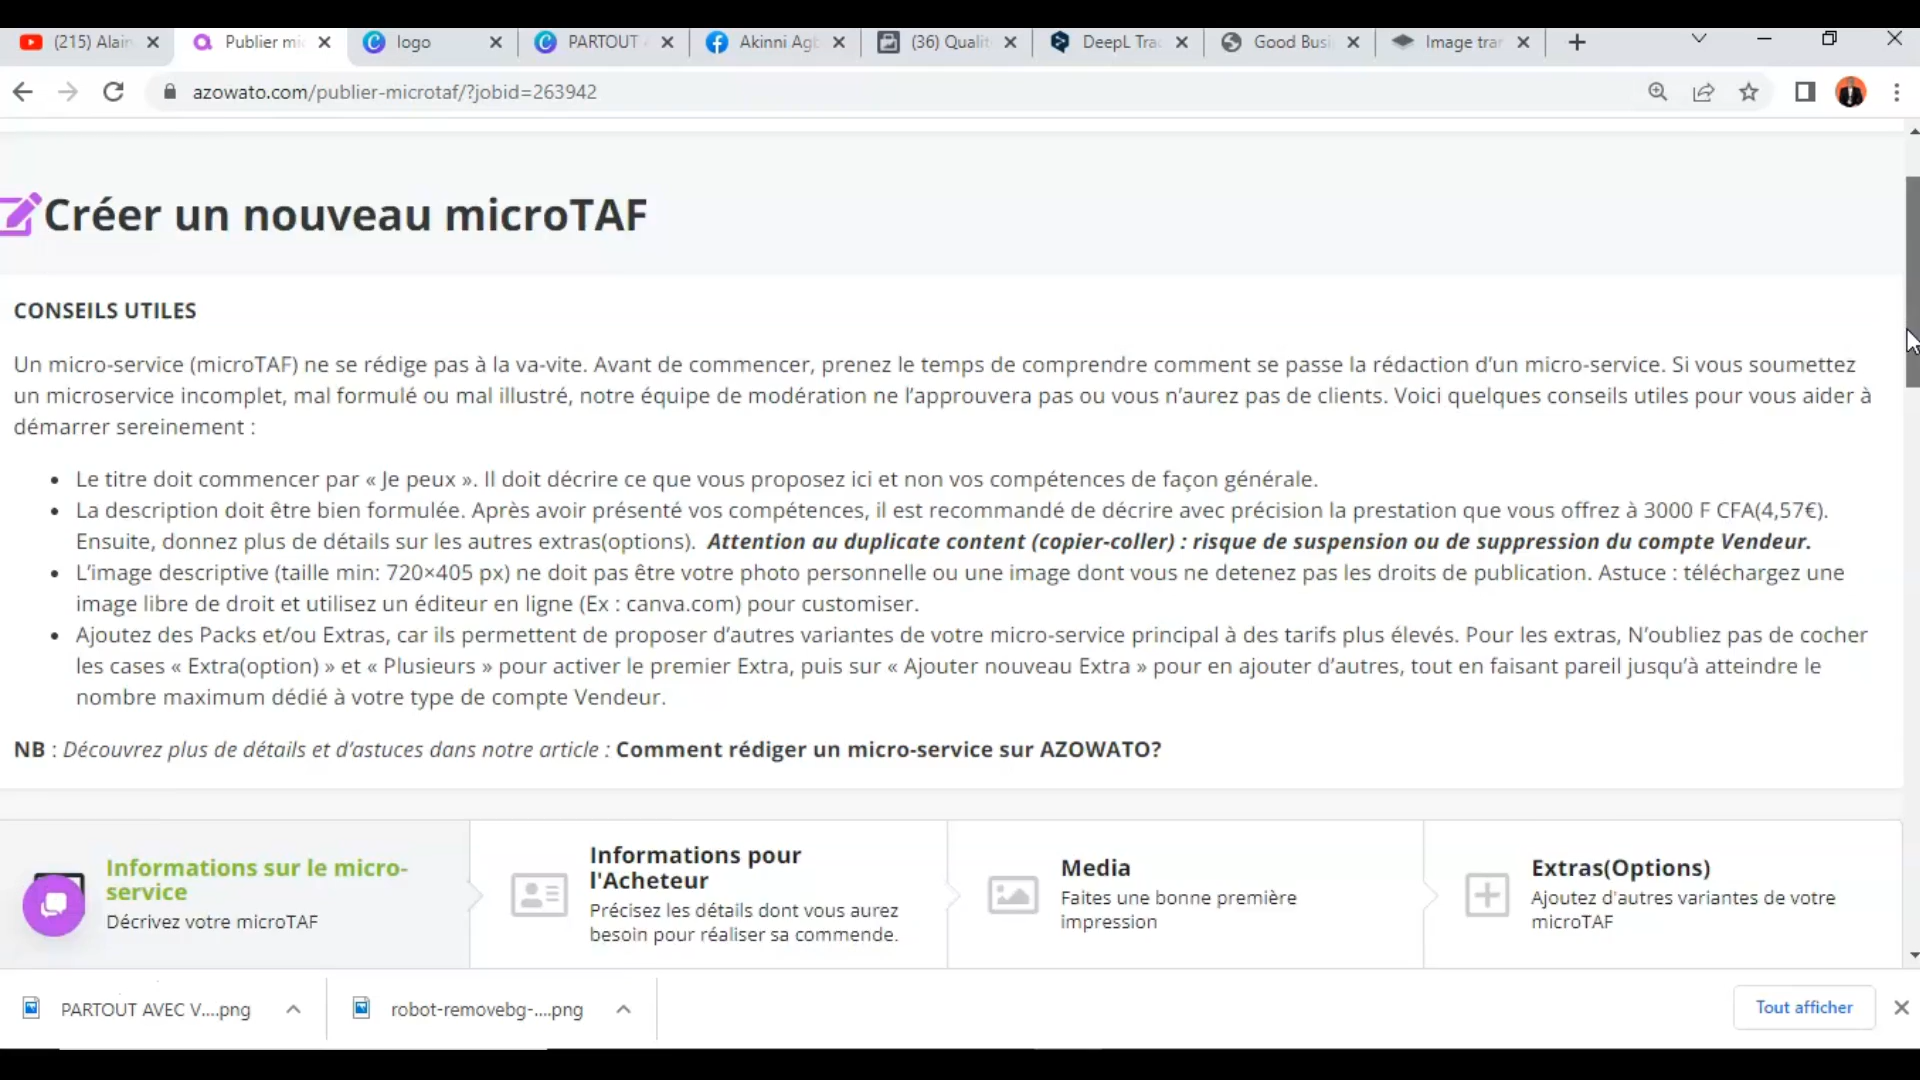 (215) Alain
Publier mi
logo
PARTOUT
Akinni Ag
(36) Qualit
DeepL Tra
Good Busi
Image trar
azowato.com/publier-microtaf/?jobid=263942
Créer un nouveau microTAF
CONSEILS UTILES
Un micro-service (microTAF) ne se rédige pas à la va-vite. Avant de commencer, prenez le temps de comprendre comment se passe la rédaction d’un micro-service. Si vous soumettez
un microservice incomplet, mal formulé ou mal illustré, notre équipe de modération ne l’approuvera pas ou vous n’aurez pas de clients. Voici quelques conseils utiles pour vous aider à
démarrer sereinement :
Le titre doit commencer par « Je peux ». Il doit décrire ce que vous proposez ici et non vos compétences de façon générale.
La description doit être bien formulée. Après avoir présenté vos compétences, il est recommandé de décrire avec précision la prestation que vous offrez à 3000 F CFA(4,57€).
Ensuite, donnez plus de détails sur les autres extras(options). Attention au duplicate content (copier-coller) : risque de suspension ou de suppression du compte Vendeur.
L’image descriptive (taille min: 720×405 px) ne doit pas être votre photo personnelle ou une image dont vous ne detenez pas les droits de publication. Astuce : téléchargez une
image libre de droit et utilisez un éditeur en ligne (Ex : canva.com) pour customiser.
Ajoutez des Packs et/ou Extras, car ils permettent de proposer d’autres variantes de votre micro-service principal à des tarifs plus élevés. Pour les extras, N’oubliez pas de cocher
les cases « Extra(option) » et « Plusieurs » pour activer le premier Extra, puis sur « Ajouter nouveau Extra » pour en ajouter d’autres, tout en faisant pareil jusqu’à atteindre le
nombre maximum dédié à votre type de compte Vendeur.
NB : Découvrez plus de détails et d’astuces dans notre article : Comment rédiger un micro-service sur AZOWATO?
Informations sur le micro-
service
Décrivez votre microTAF
Informations pour
l'Acheteur
Précisez les détails dont vous aurez
besoin pour réaliser sa commende.
Media
Faites une bonne première
impression
Extras(Options)
Ajoutez d'autres variantes de votre
microTAF
PARTOUT AVEC V....png
robot-removebg-....png
Tout afficher